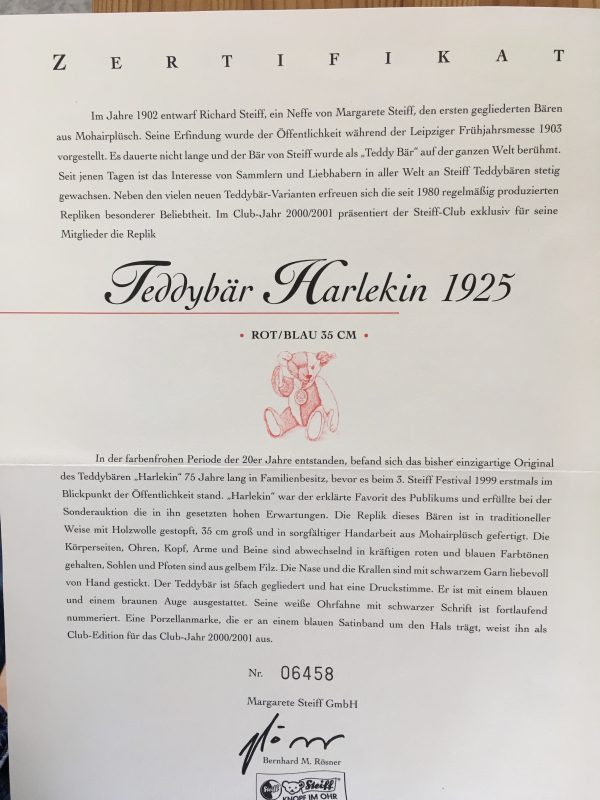 ZERTIFIKAT
Im Jahre 1902 entwarf Richard Steiff, ein Neffe von Margarete Steiff, den ersten gegliederten Bären
aus Mohairplüsch. Seine Erfindung wurde der Öffentlichkeit während der Leipziger Frühjahrsmesse 1903
vorgestellt. Es dauerte nicht lange und der Bär von Steiff wurde als „Teddy Bär" auf der ganzen Welt berühmt.
Seit jenen Tagen ist das Interesse von Sammlern und Liebhabern in aller Welt an Steiff Teddybären stetig
gewachsen. Neben den vielen neuen Teddybär-Varianten erfreuen sich die seit 1980 regelmäßig produzierten
Repliken besonderer Beliebtheit. Im Club-Jahr 2000/2001 präsentiert der Steiff-Club exklusiv für seine
Mitglieder die Replik
Teddybär Harlekin 1925
• ROT/BLAU 35 CM •
In der farbenfrohen Periode der 20er Jahre entstanden, befand sich das bisher einzigartige Original
des Teddybären „Harlekin" 75 Jahre lang in Familienbesitz, bevor es beim 3. Steiff Festival 1999 erstmals im
Blickpunkt der Öffentlichkeit stand. „Harlekin" war der erklärte Favorit des Publikums und erfüllte bei der
Sonderauktion die in ihn gesetzten hohen Erwartungen. Die Replik dieses Bären ist in traditioneller
Weise mit Holzwolle gestopft, 35 cm groß und in sorgfältiger Handarbeit aus Mohairplüsch gefertigt. Die
Körperseiten, Ohren, Kopf, Arme und Beine sind abwechselnd in kräftigen roten und blauen Farbtönen
gehalten, Sohlen und Pfoten sind aus gelbem Filz. Die Nase und die Krallen sind mit schwarzem Garn liebevoll
von Hand gestickt. Der Teddybär ist 5fach gegliedert und hat eine Druckstimme. Er ist mit einem blauen
und einem braunen Auge ausgestattet. Seine weiße Ohrfahne mit schwarzer Schrift ist fortlaufend
nummeriert. Eine Porzellanmarke, die er an einem blauen Satinband um den Hals trägt, weist ihn als
Club-Edition für das Club-Jahr 2000/2001 aus.
Nr. 06458
Margarete Steiff GmbH
Bernhard M. Rösner
Steiff Steiff
KNOPF IM OHR